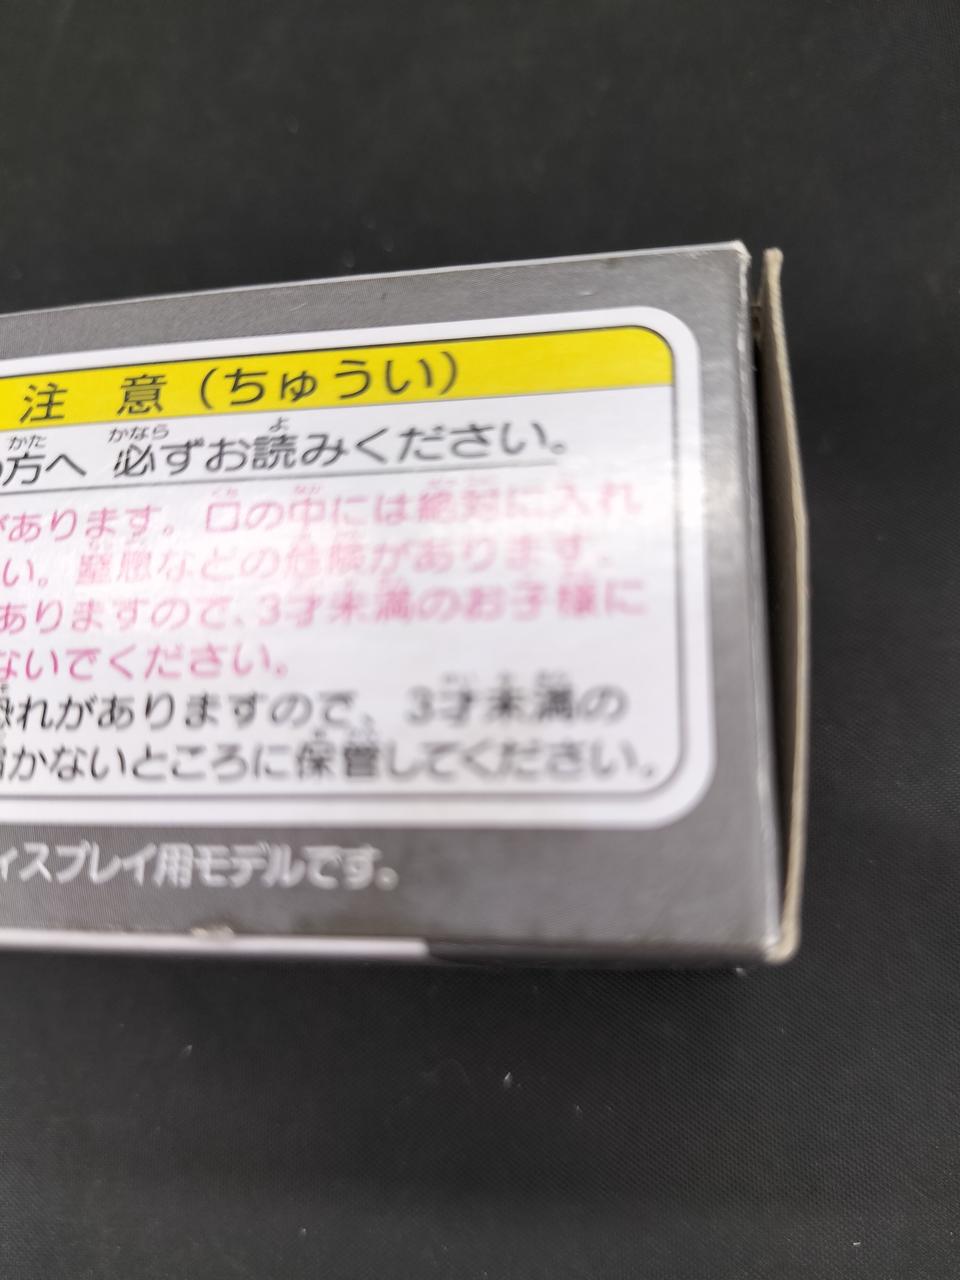 注 意（ちゅうい）
方へ 必ずお読みください。
があります。口の中には絶対に入れ
い。窒息などの危険があります。
ありますので、3才未満のお子様に
ないでください。
恐れがありますので、3才未満の
届かないところに保管してください。
ィスプレイ用モデルです。